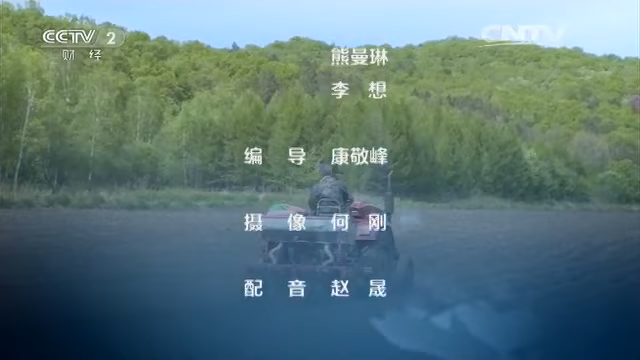 CCTV 2
财经
CNTV
熊曼琳
李 想
编 导 康敬峰
摄 像 何 刚
配 音 赵 晟